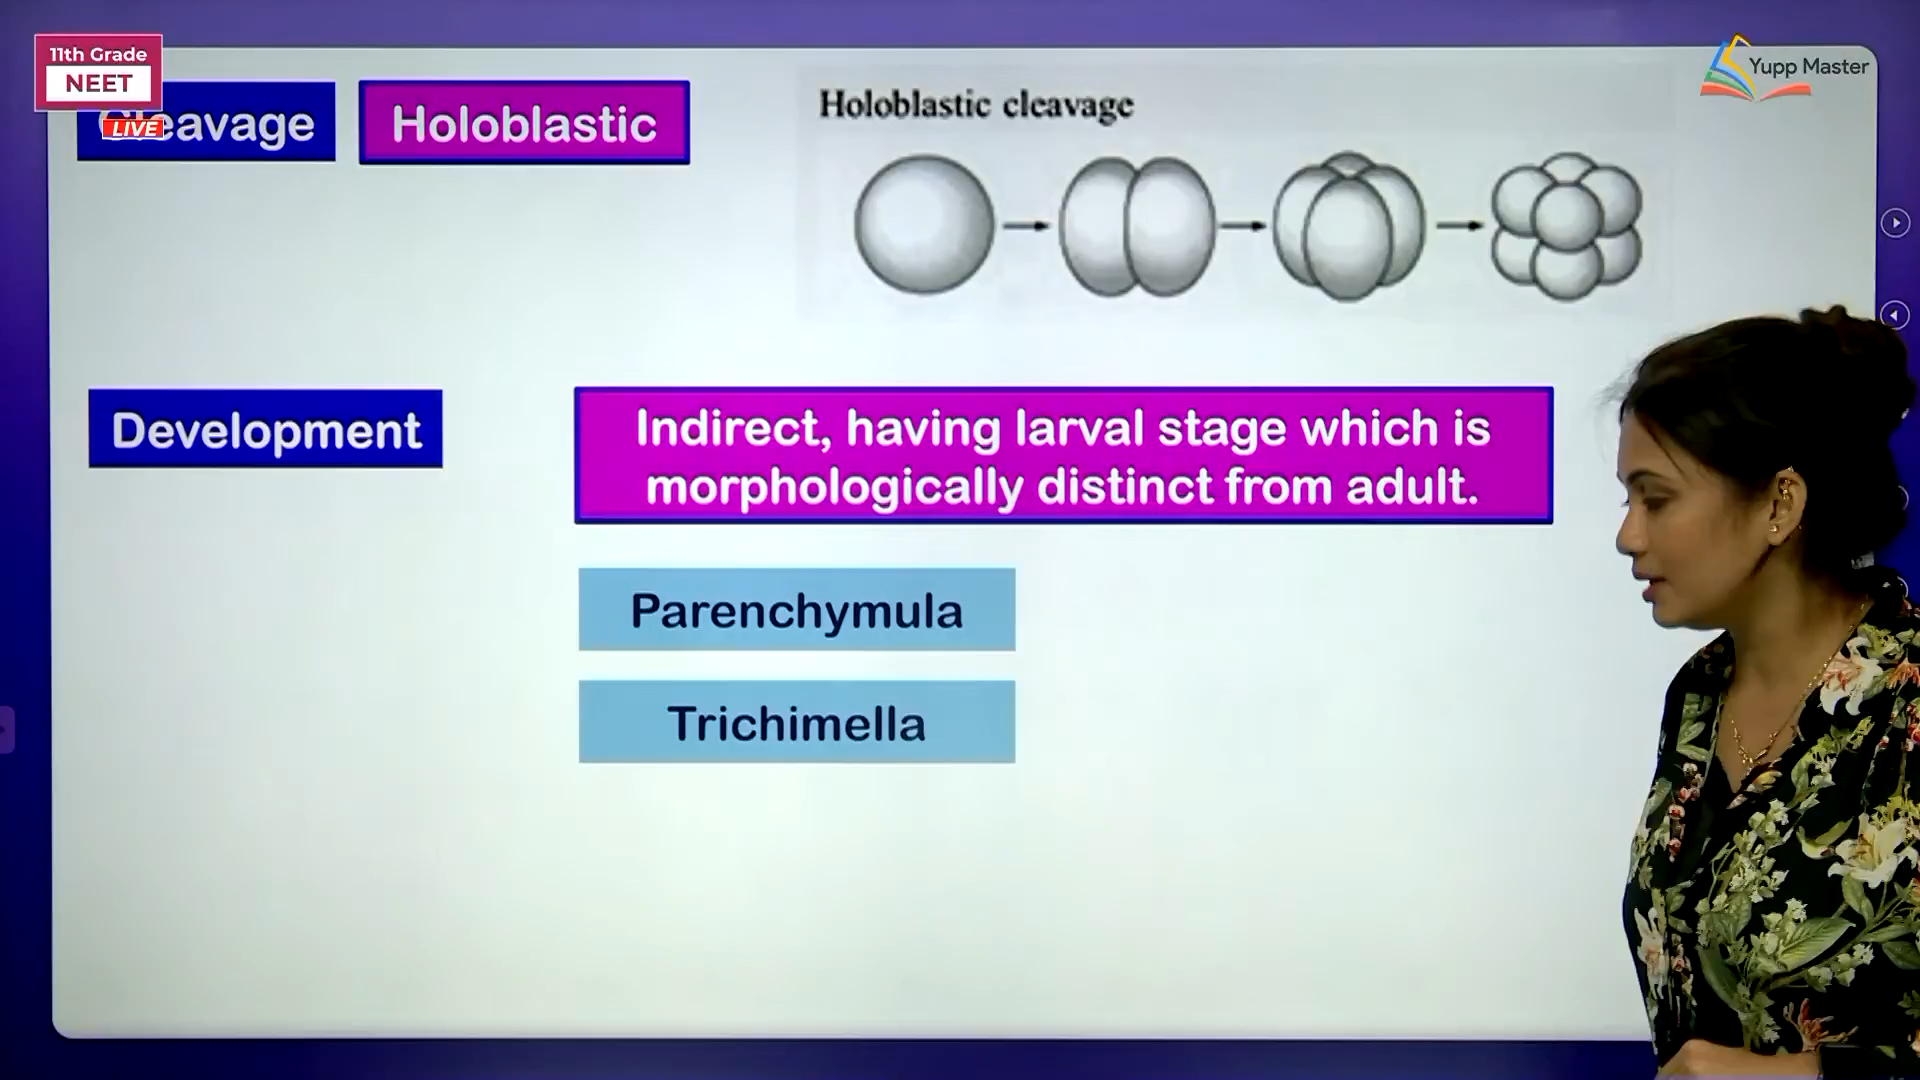 11th Grade
NEET
LIVE
Yupp Master
Cleavage
Holoblastic
Holoblastic cleavage
Development
Indirect, having larval stage which is
morphologically distinct from adult.
Parenchymula
Trichimella